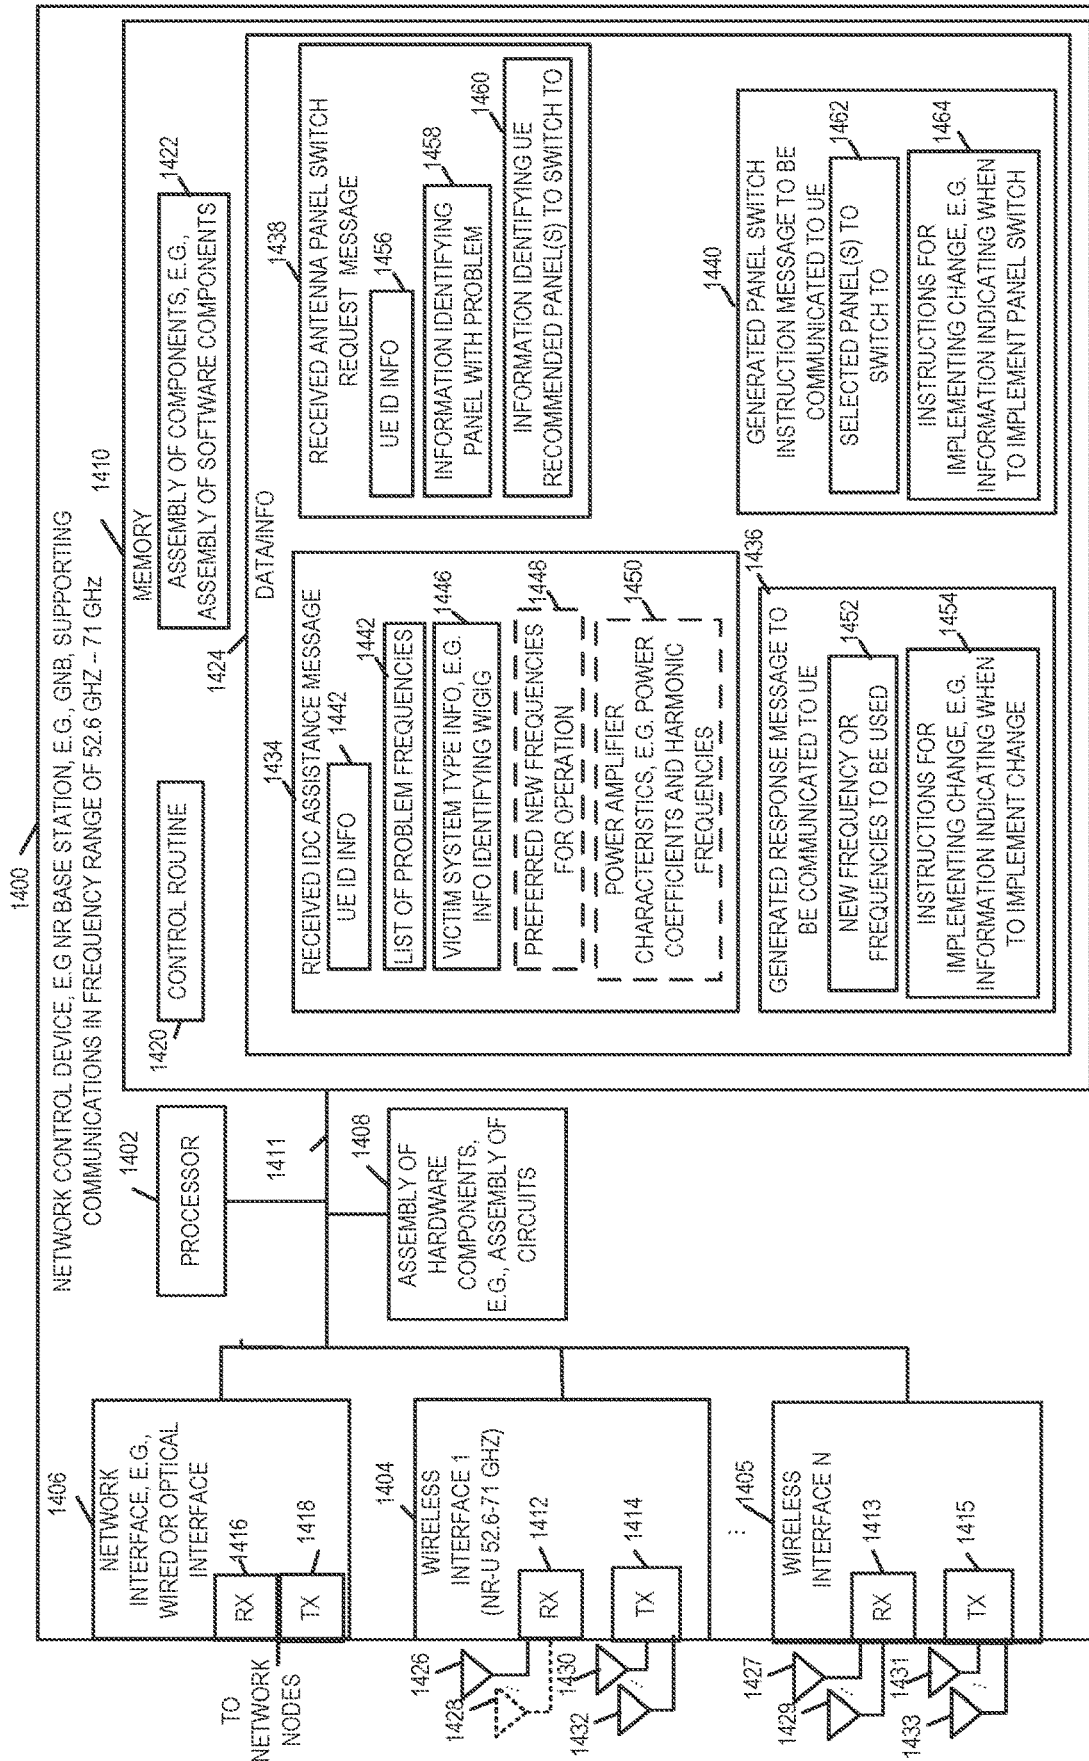 1400
NETWORK CONTROL DEVICE, E.G NR BASE STATION, E.G., GNB, SUPPORTING
COMMUNICATIONS IN FREQUENCY RANGE OF 52.6 GHZ – 71 GHZ
1406
NETWORK
INTERFACE, E.G.,
WIRED OR OPTICAL
INTERFACE
1416
RX
1418
TX
TO
NETWORK
NODES
1404
WIRELESS
INTERFACE 1
(NR-U 52.6-71 GHZ)
1412
RX
1414
TX
1426
1428
1430
1432
1405
WIRELESS
INTERFACE N
1413
RX
1415
TX
1427
1429
1431
1433
1402
PROCESSOR
1411
1408
ASSEMBLY OF
HARDWARE
COMPONENTS,
E.G., ASSEMBLY OF
CIRCUITS
1410
MEMORY
1420
CONTROL ROUTINE
1422
ASSEMBLY OF COMPONENTS, E.G.,
ASSEMBLY OF SOFTWARE COMPONENTS
1424
DATA/INFO
1434
RECEIVED IDC ASSISTANCE MESSAGE
1442
UE ID INFO
1442
LIST OF PROBLEM FREQUENCIES
1446
VICTIM SYSTEM TYPE INFO, E.G.
INFO IDENTIFYING WIGIG
1448
PREFERRED NEW FREQUENCIES
FOR OPERATION
1450
POWER AMPLIFIER
CHARACTERISTICS, E.G. POWER
COEFFICIENTS AND HARMONIC
FREQUENCIES
1438
RECEIVED ANTENNA PANEL SWITCH
REQUEST MESSAGE
1456
UE ID INFO
1458
INFORMATION IDENTIFYING
PANEL WITH PROBLEM
1460
INFORMATION IDENTIFYING UE
RECOMMENDED PANEL(S) TO SWITCH TO
1436
GENERATED RESPONSE MESSAGE TO
BE COMMUNICATED TO UE
1452
NEW FREQUENCY OR
FREQUENCIES TO BE USED
1454
INSTRUCTIONS FOR
IMPLEMENTING CHANGE, E.G.
INFORMATION INDICATING WHEN
TO IMPLEMENT CHANGE
1440
GENERATED PANEL SWITCH
INSTRUCTION MESSAGE TO BE
COMMUNICATED TO UE
1462
SELECTED PANEL(S) TO
SWITCH TO
1464
INSTRUCTIONS FOR
IMPLEMENTING CHANGE, E.G.
INFORMATION INDICATING WHEN
TO IMPLEMENT PANEL SWITCH